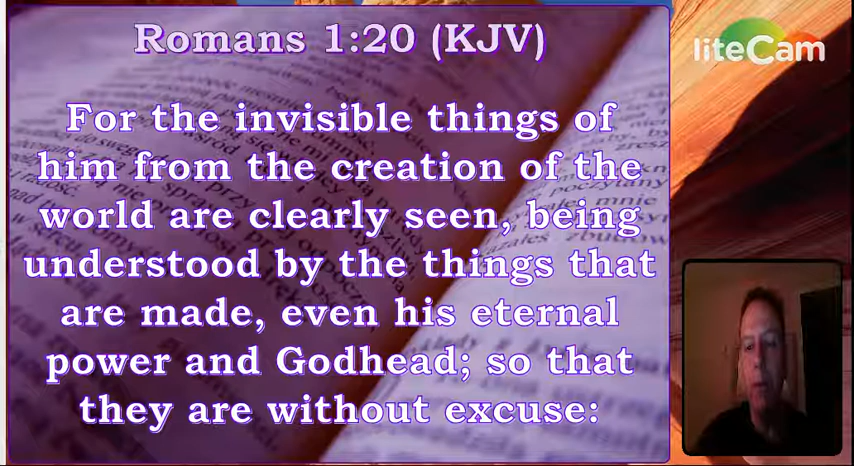 Romans 1:20 (KJV)
liteCam
For the invisible things of
him from the creation of the
world are clearly seen, being
understood by the things that
are made, even his eternal
power and Godhead; so that
they are without excuse: